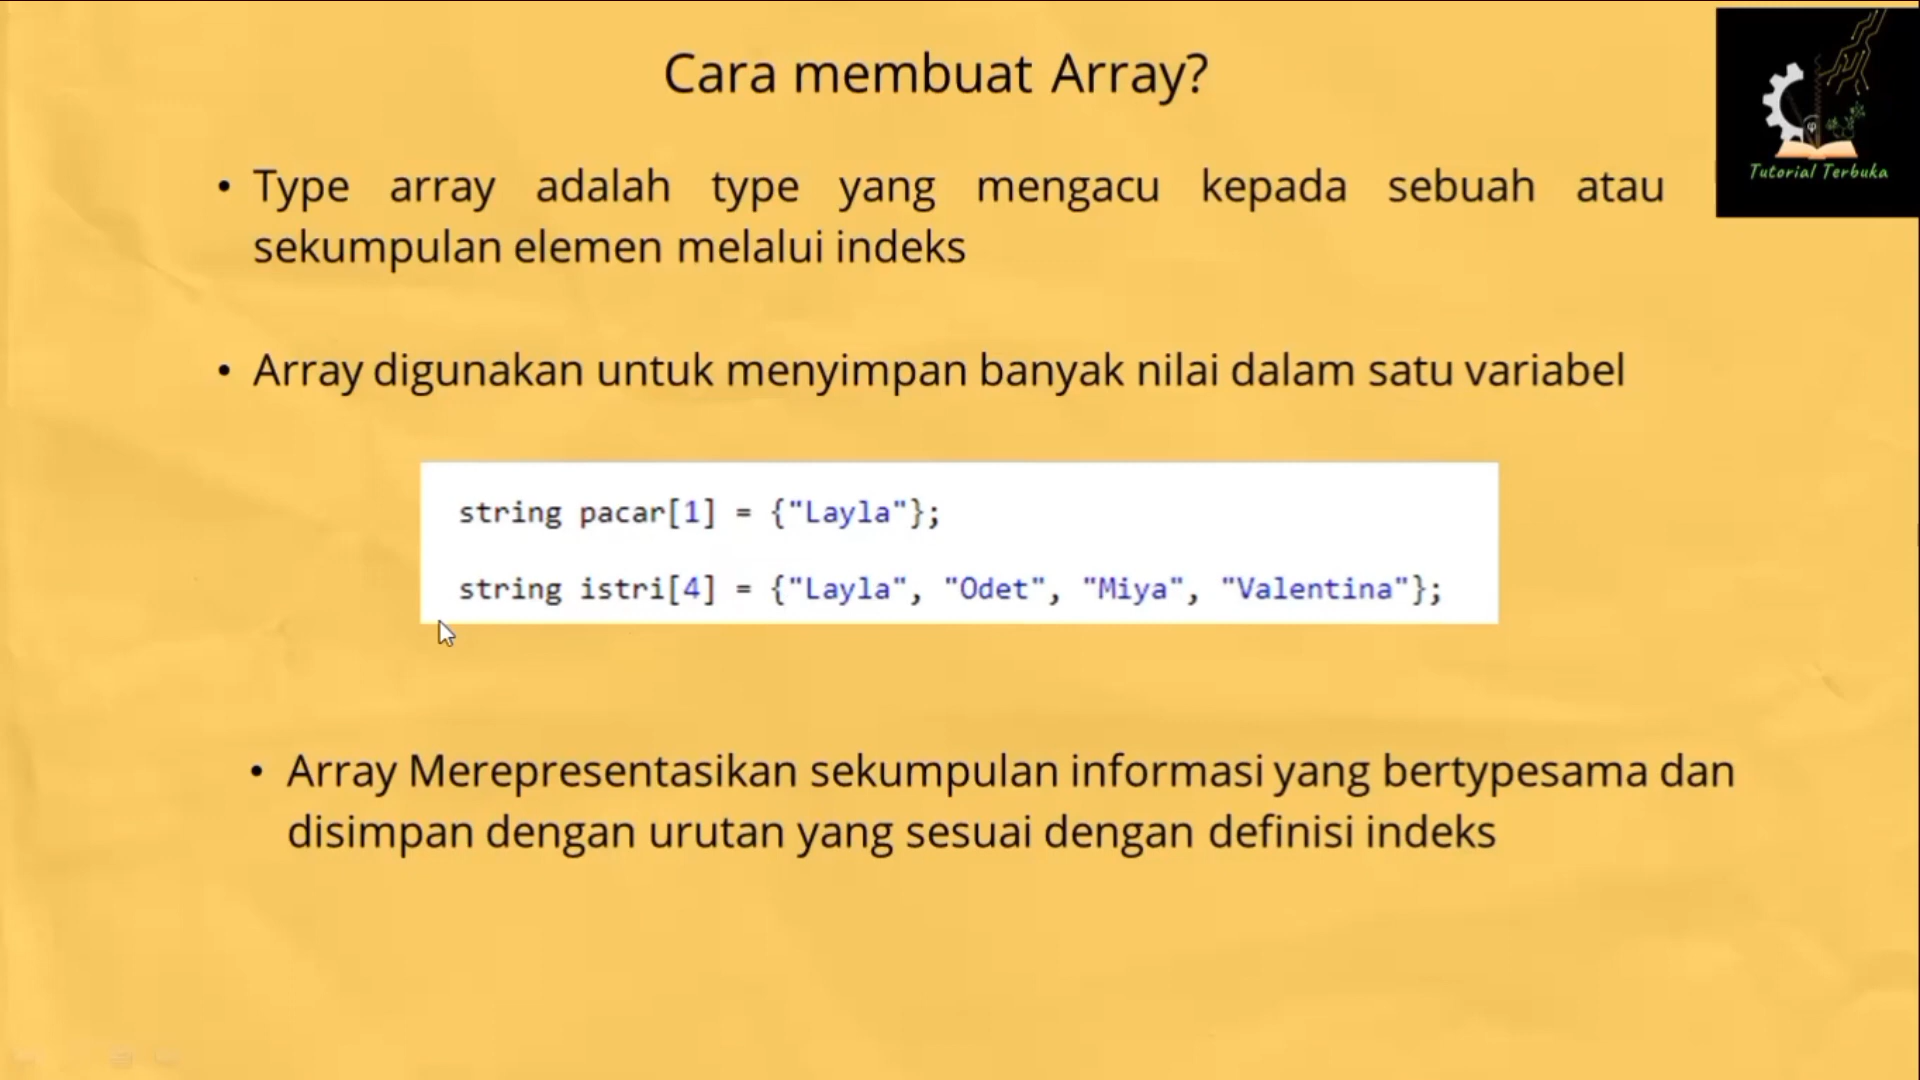 Cara membuat Array?
Tutorial Terbuka
• Type array adalah type yang mengacu kepada sebuah atau
sekumpulan elemen melalui indeks
• Array digunakan untuk menyimpan banyak nilai dalam satu variabel
string pacar[1] = {"Layla"};
string istri[4] = {"Layla", "Odet", "Miya", "Valentina"};
• Array Merepresentasikan sekumpulan informasi yang bertypesama dan
disimpan dengan urutan yang sesuai dengan definisi indeks